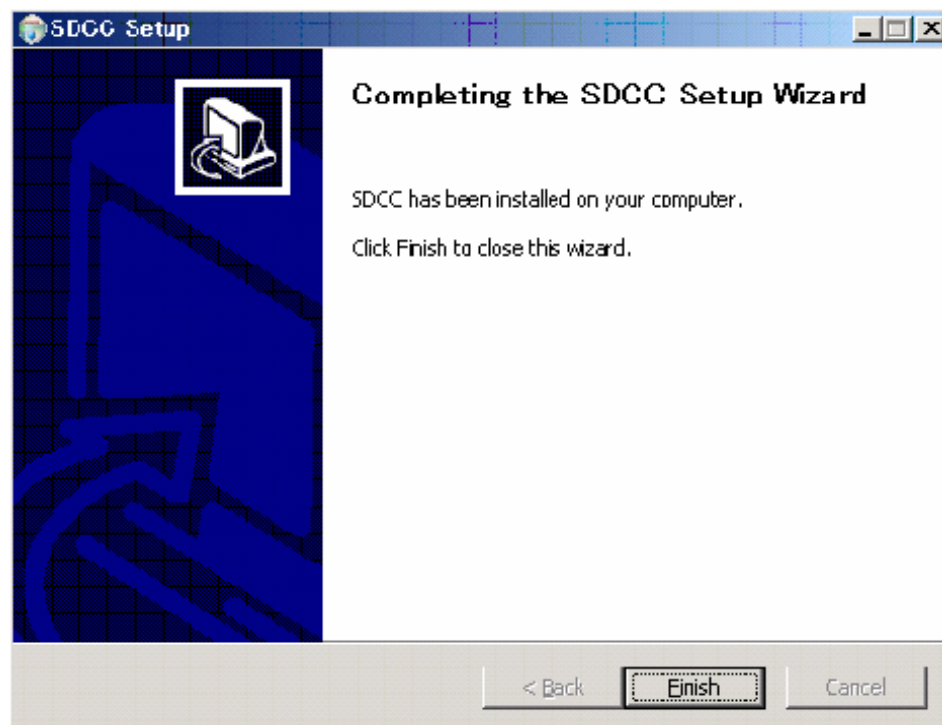 SDCC Setup
Completing the SDCC Setup Wizard
SDCC has been installed on your computer.
Click Finish to close this wizard.
< Back Finish Cancel